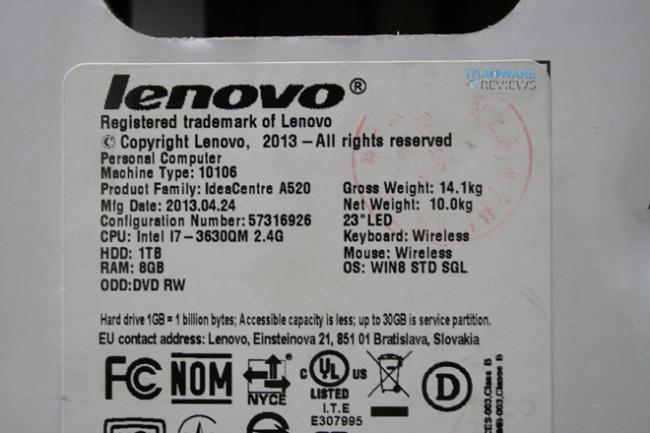 THARDWARE
REVIEWS
lenovo®
Registered trademark of Lenovo
© Copyright Lenovo, 2013 – All rights reserved
Personal Computer
Machine Type: 10106
Product Family: IdeaCentre A520
Mfg Date: 2013.04.24
Configuration Number: 57316926
CPU: Intel I7-3630QM 2.4G
HDD: 1TB
RAM: 8GB
ODD:DVD RW
Gross Weight: 14.1kg
Net Weight: 10.0kg
23"LED
Keyboard: Wireless
Mouse: Wireless
OS: WIN8 STD SGL
Hard drive 1GB = 1 billion bytes; Accessible capacity is less; up to 30GB is service partition.
EU contact address: Lenovo, Einsteinova 21, 851 01 Bratislava, Slovakia
FC NOM NYCE c UL US D
LISTED
I.T.E
E307995